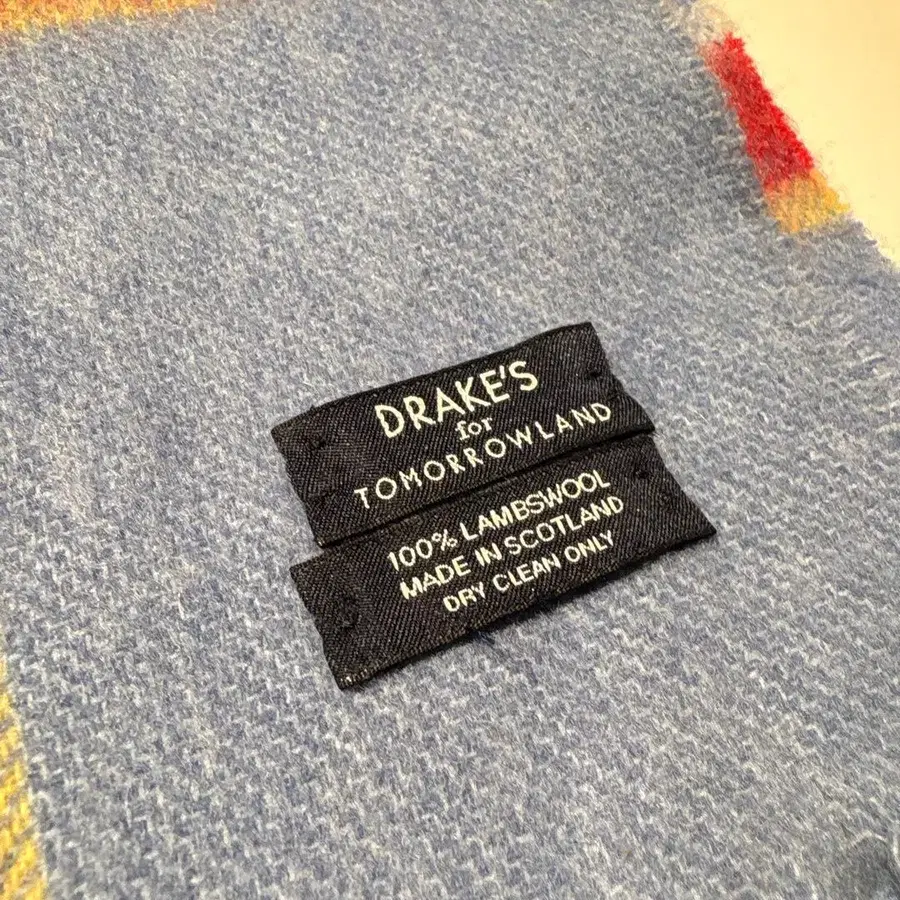 DRAKE'S
for
TOMORROWLAND
100% LAMBSWOOL
MADE IN SCOTLAND
DRY CLEAN ONLY